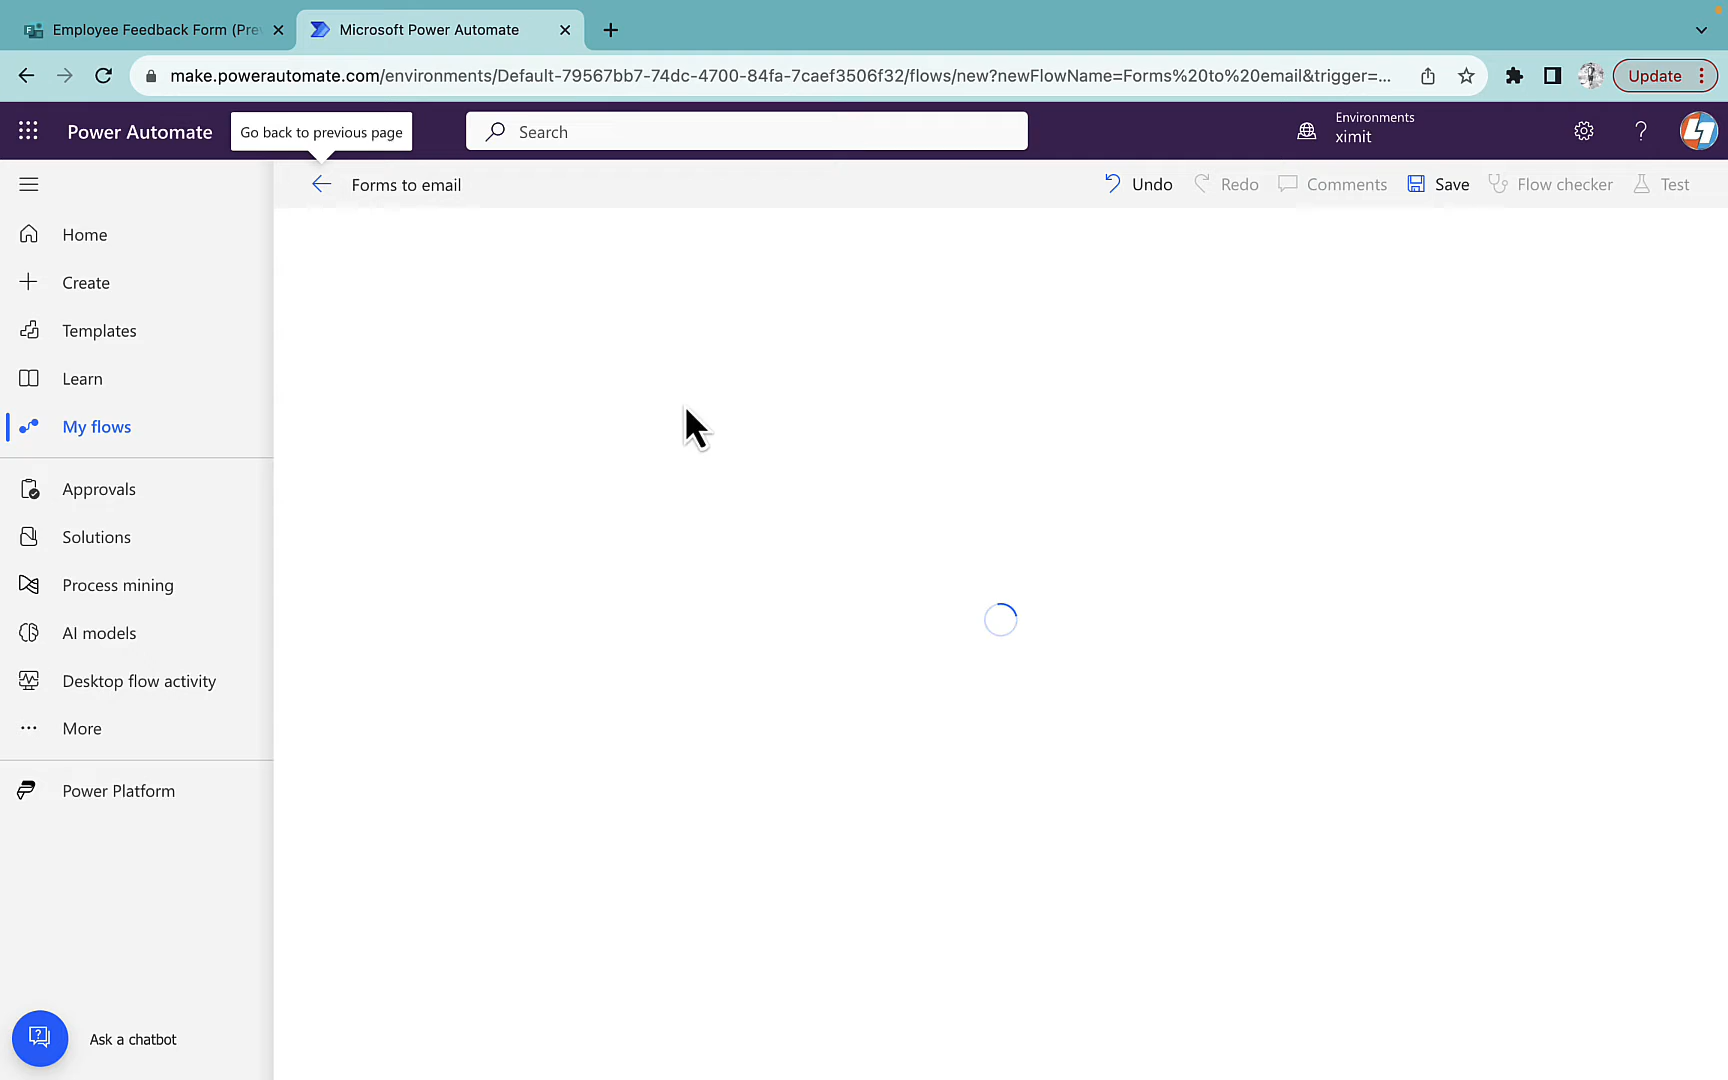 Employee Feedback Form (Pre
Microsoft Power Automate
make.powerautomate.com/environments/Default-79567bb7-74dc-4700-84fa-7caef3506f32/flows/new?newFlowName=Forms%20to%20email&trigger=...
Update
Power Automate
Go back to previous page
Search
Environments
ximit
Forms to email
Undo
Redo
Comments
Save
Flow checker
Test
Home
Create
Templates
Learn
My flows
Approvals
Solutions
Process mining
AI models
Desktop flow activity
More
Power Platform
Ask a chatbot